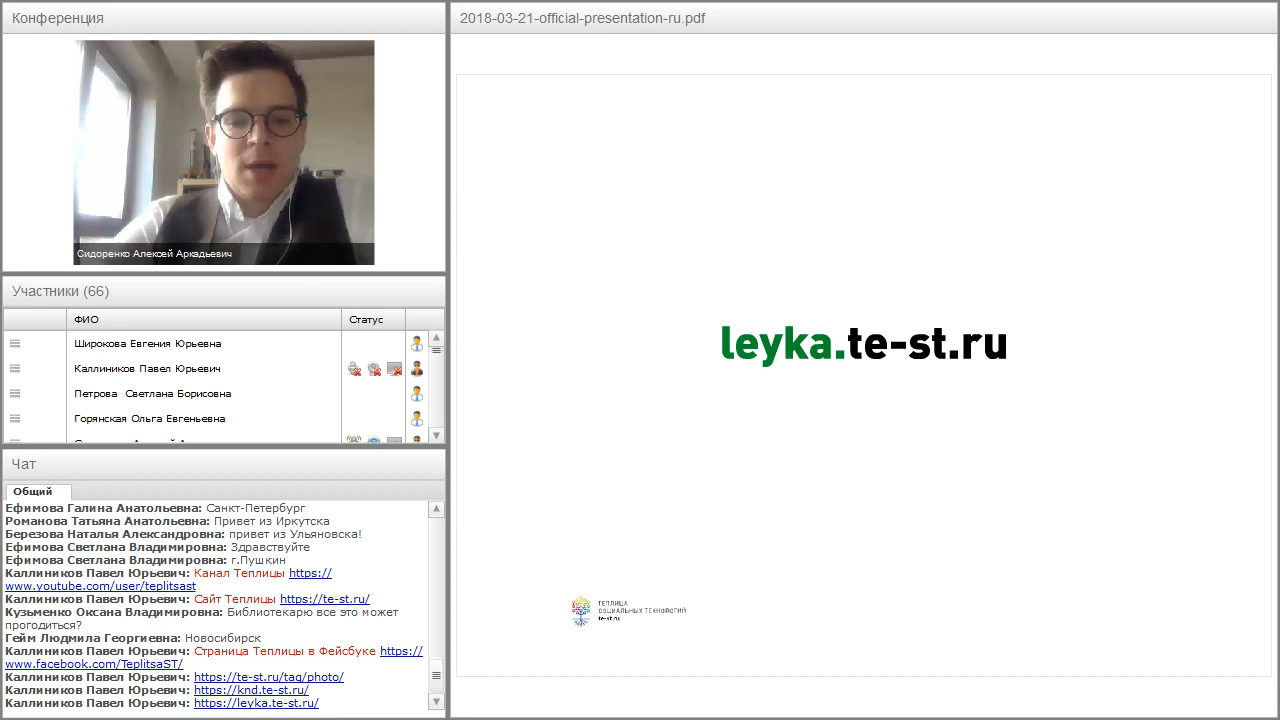 Конференция
Сидоренко Алексей Аркадьевич
Участники (66)
ФИО
Статус
Широкова Евгения Юрьевна
Каллиников Павел Юрьевич
Петрова Светлана Борисовна
Горянская Ольга Евгеньевна
Чат
Общий
Ефимова Галина Анатольевна: Санкт-Петербург
Романова Татьяна Анатольевна: Привет из Иркутска
Березова Наталья Александровна: привет из Ульяновска!
Ефимова Светлана Владимировна: Здравствуйте
Ефимова Светлана Владимировна: г.Пушкин
Каллиников Павел Юрьевич: Канал Теплицы https://
www.youtube.com/user/teplitsast
Каллиников Павел Юрьевич: Сайт Теплицы https://te-st.ru/
Кузьменко Оксана Владимировна: Библиотекарю все это может
прогодиться?
Гейм Людмила Георгиевна: Новосибирск
Каллиников Павел Юрьевич: Страница Теплицы в Фейсбуке https://
www.facebook.com/TeplitsaST/
Каллиников Павел Юрьевич: https://te-st.ru/tag/photo/
Каллиников Павел Юрьевич: https://knd.te-st.ru/
Каллиников Павел Юрьевич: https://leyka.te-st.ru/
2018-03-21-official-presentation-ru.pdf
leyka.te-st.ru
ТЕПЛИЦА
СОЦИАЛЬНЫХ ТЕХНОЛОГИЙ
te-st.ru